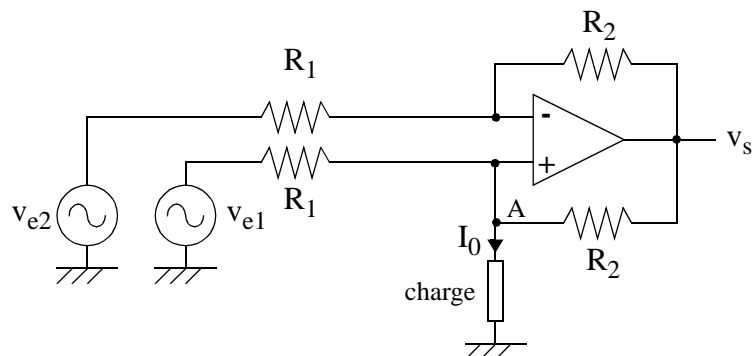 R₂
R₁
-
vₛ
+
R₁
vₑ₂
vₑ₁
A
I₀
R₂
charge